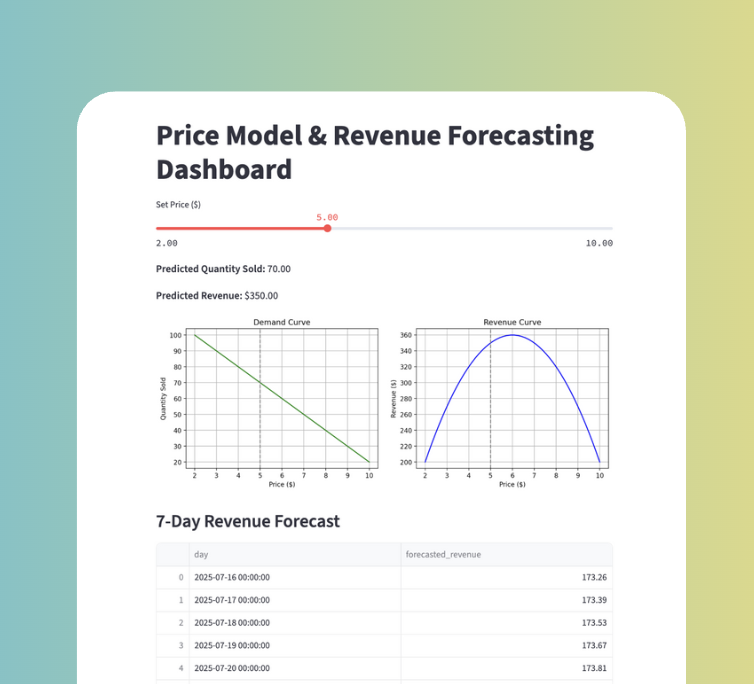 Price Model & Revenue Forecasting
Dashboard
Set Price ($)
5.00
2.00 10.00
Predicted Quantity Sold: 70.00
Predicted Revenue: $350.00
Demand Curve
100
90
80
70
60
50
40
30
20
Quantity Sold
2 3 4 5 6 7 8 9 10
Price ($)
Revenue Curve
360
340
320
300
280
260
240
220
200
Revenue ($)
2 3 4 5 6 7 8 9 10
Price ($)
7-Day Revenue Forecast
day forecasted_revenue
0 2025-07-16 00:00:00 173.26
1 2025-07-17 00:00:00 173.39
2 2025-07-18 00:00:00 173.53
3 2025-07-19 00:00:00 173.67
4 2025-07-20 00:00:00 173.81